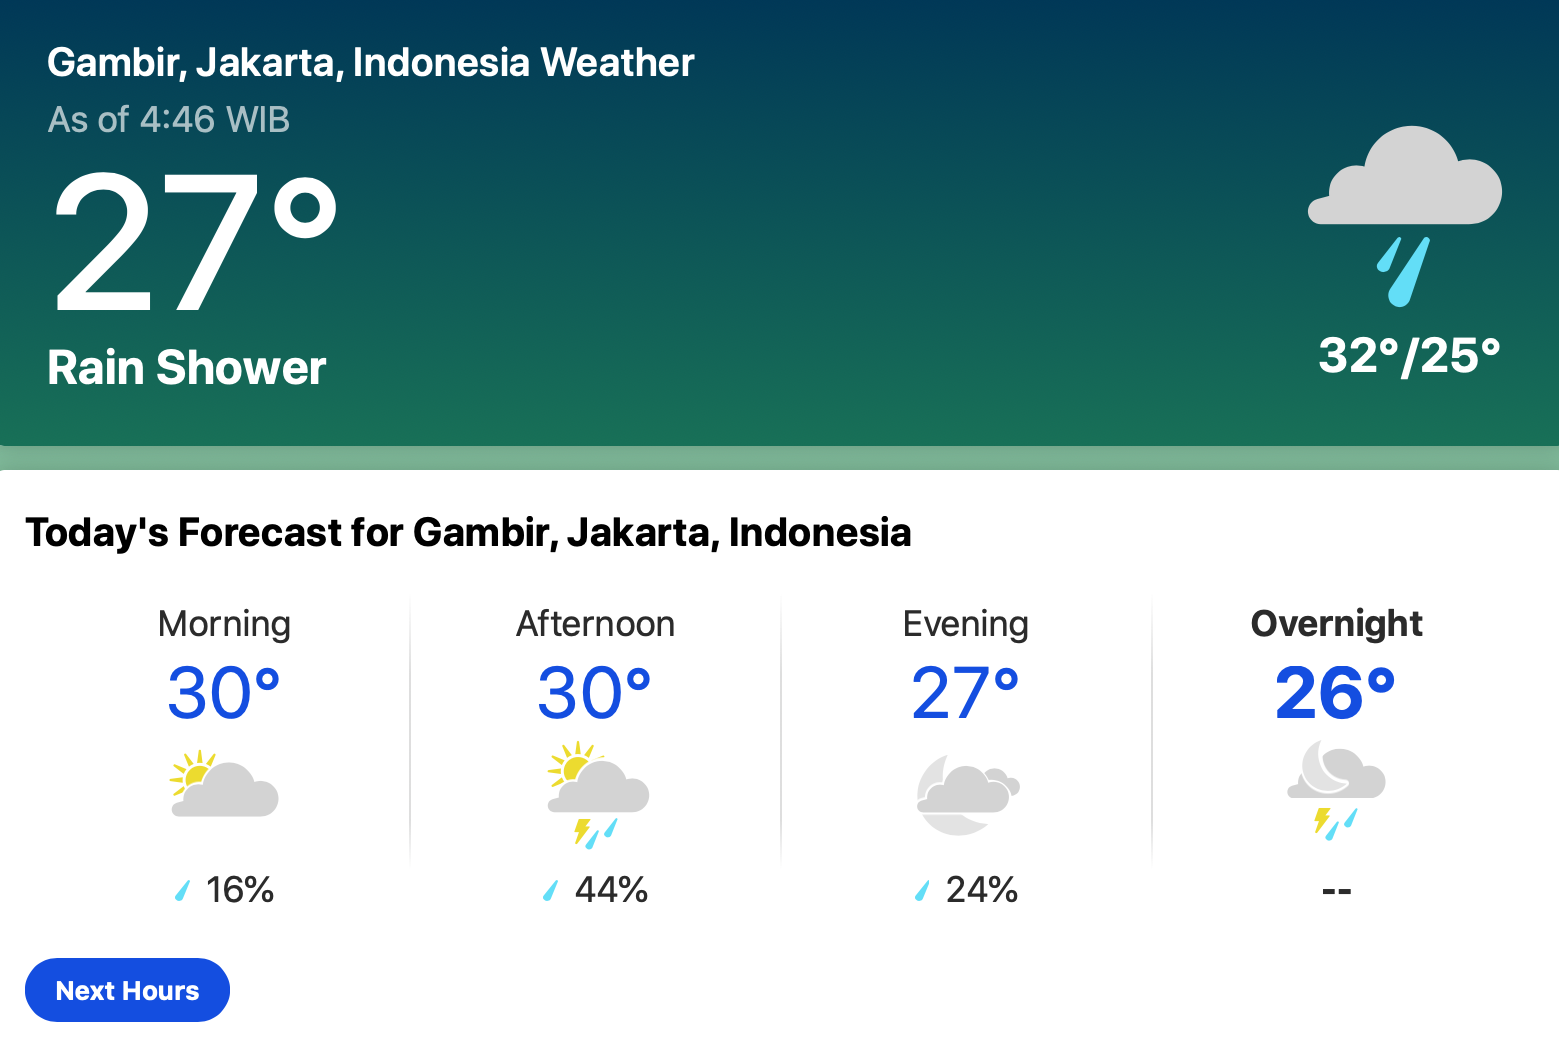 Gambir, Jakarta, Indonesia Weather
As of 4:46 WIB
27°
Rain Shower
32°/25°
Today's Forecast for Gambir, Jakarta, Indonesia
Morning
30°
16%
Afternoon
30°
44%
Evening
27°
24%
Overnight
26°
--
Next Hours